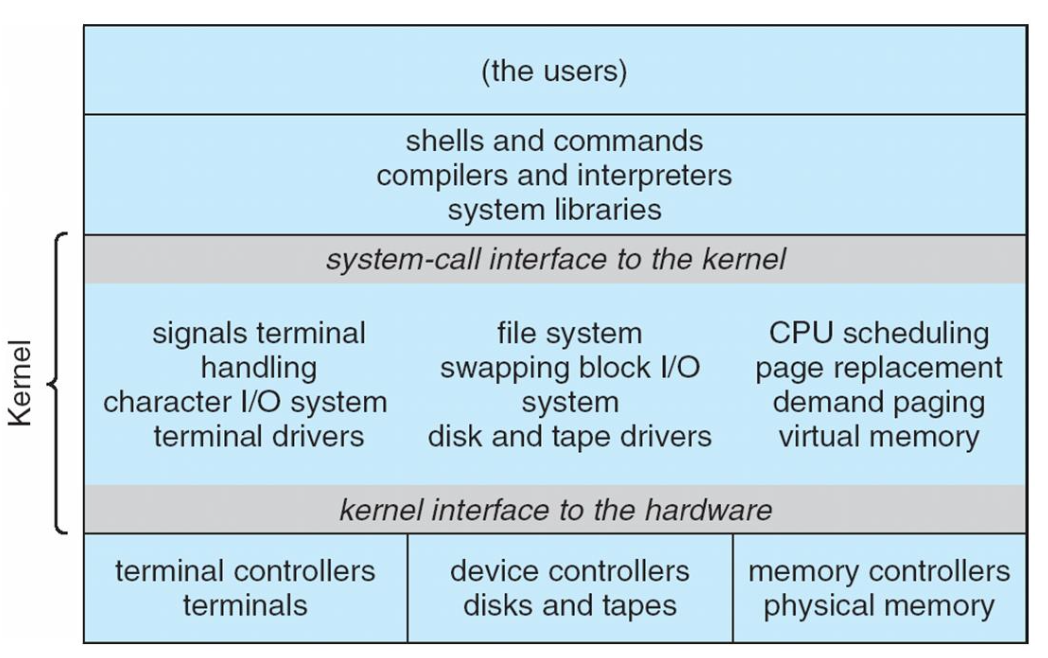 (the users)
shells and commands
compilers and interpreters
system libraries
system-call interface to the kernel
Kernel
signals terminal
handling
character I/O system
terminal drivers
file system
swapping block I/O
system
disk and tape drivers
CPU scheduling
page replacement
demand paging
virtual memory
kernel interface to the hardware
terminal controllers
terminals
device controllers
disks and tapes
memory controllers
physical memory